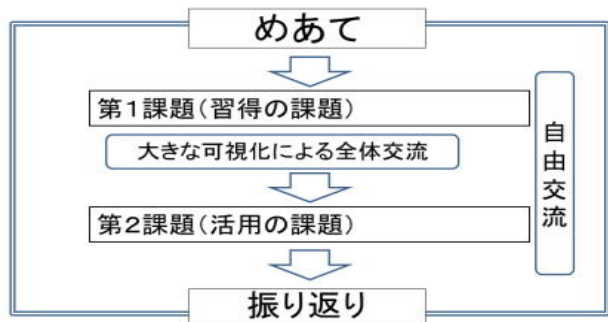 めあて
第1課題(習得の課題)
大きな可視化による全体交流
第2課題(活用の課題)
自由交流
振り返り